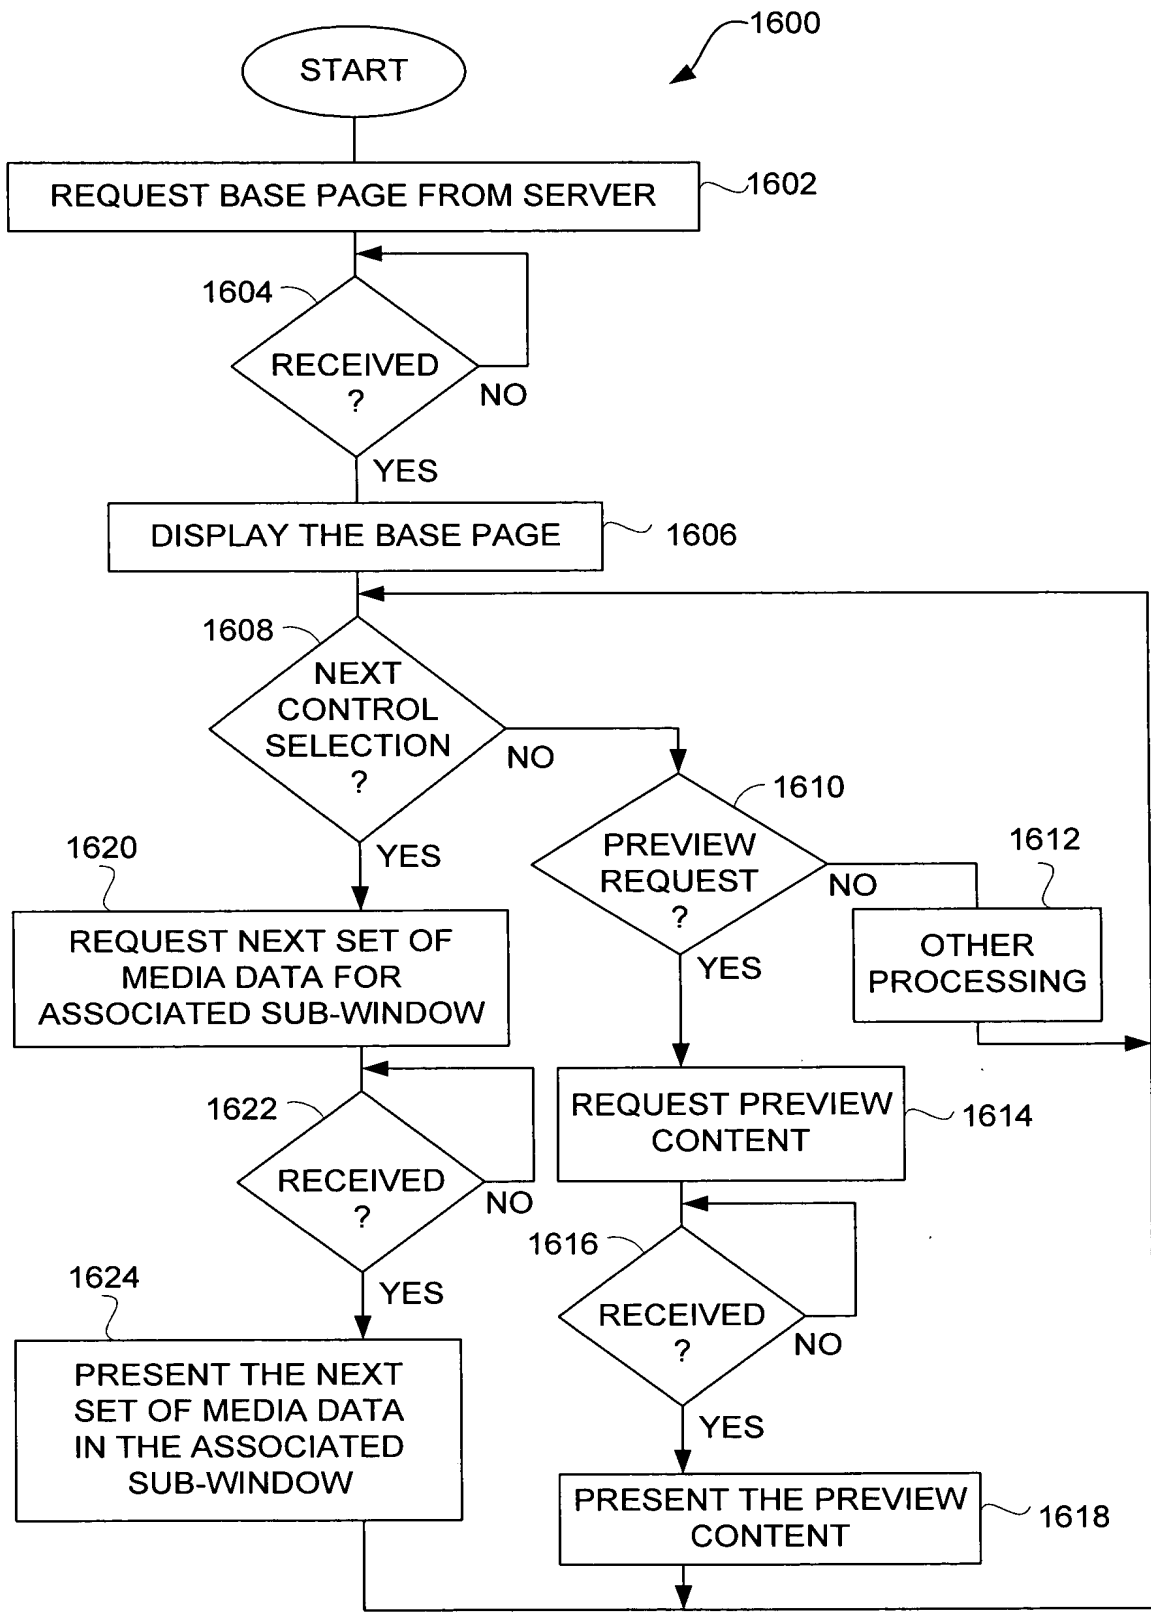 1600
START
REQUEST BASE PAGE FROM SERVER
1602
1604
RECEIVED
?
NO
YES
DISPLAY THE BASE PAGE
1606
1608
NEXT
CONTROL
SELECTION
?
NO
YES
1610
PREVIEW
REQUEST
?
NO
YES
1612
OTHER
PROCESSING
1620
REQUEST NEXT SET OF
MEDIA DATA FOR
ASSOCIATED SUB-WINDOW
1622
RECEIVED
?
NO
YES
1614
REQUEST PREVIEW
CONTENT
1616
RECEIVED
?
NO
YES
1624
PRESENT THE NEXT
SET OF MEDIA DATA
IN THE ASSOCIATED
SUB-WINDOW
PRESENT THE PREVIEW
CONTENT
1618